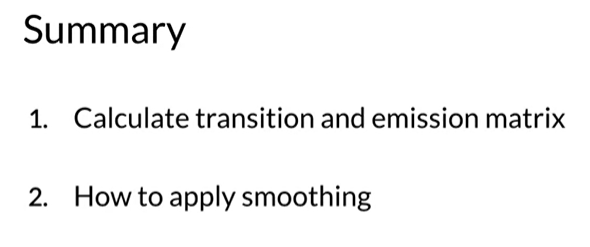 Summary
1. Calculate transition and emission matrix
2. How to apply smoothing